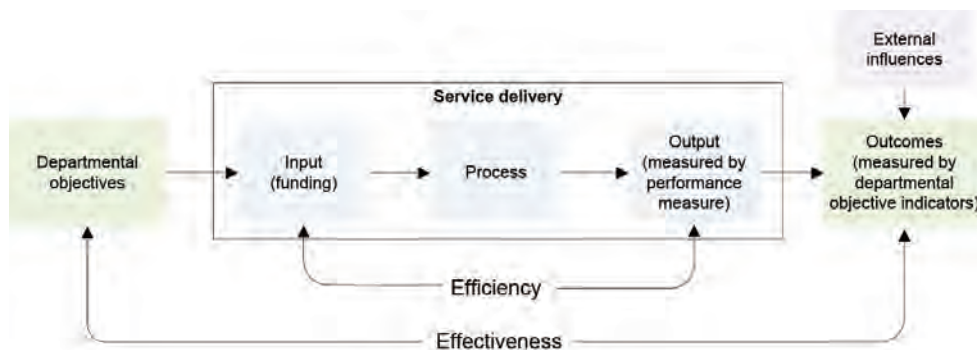 External
influences
Service delivery
Departmental
objectives
Input
(funding)
Process
Output
(measured by
performance
measure)
Outcomes
(measured by
departmental
objective indicators)
Efficiency
Effectiveness